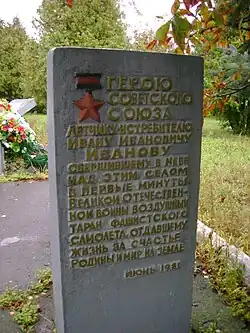 ГЕРОЮ
СОВЕТСКОГО
СОЮЗА
ЛЕТЧИКУ-ИСТРЕБИТЕЛЮ
ИВАНУ ИВАНОВИЧУ
ИВАНОВУ
СОВЕРШИВШЕМУ В НЕБЕ
НАД ЭТИМ СЕЛОМ
В ПЕРВЫЕ МИНУТЫ
ВЕЛИКОЙ ОТЕЧЕСТВЕН-
НОЙ ВОЙНЫ ВОЗДУШНЫЙ
ТАРАН ФАШИСТСКОГО
САМОЛЕТА, ОТДАВШЕМУ
ЖИЗНЬ ЗА СЧАСТЬЕ
РОДИНЫ И МИР НА ЗЕМЛЕ
ИЮНЬ 1981